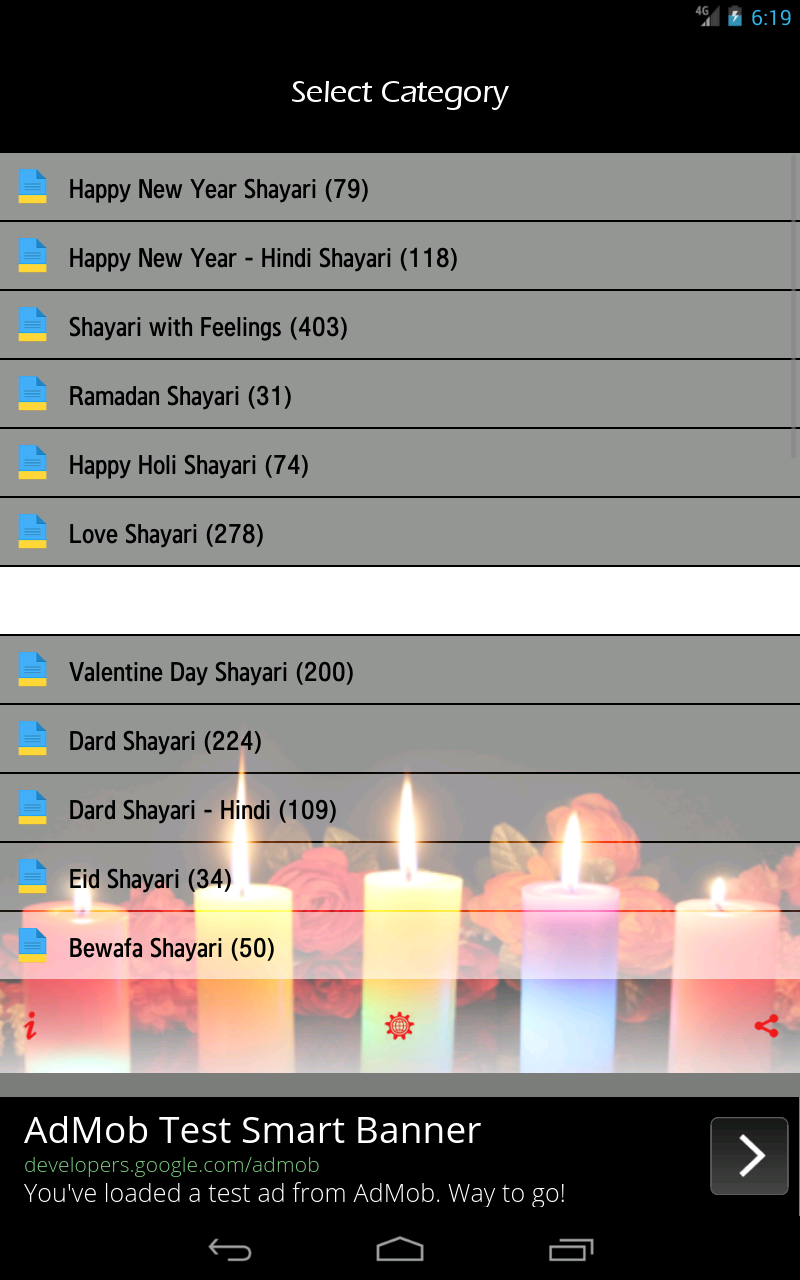 4G 6:19
Select Category
Happy New Year Shayari (79)
Happy New Year - Hindi Shayari (118)
Shayari with Feelings (403)
Ramadan Shayari (31)
Happy Holi Shayari (74)
Love Shayari (278)
Valentine Day Shayari (200)
Dard Shayari (224)
Dard Shayari - Hindi (109)
Eid Shayari (34)
Bewafa Shayari (50)
i
AdMob Test Smart Banner
developers.google.com/admob
You've loaded a test ad from AdMob. Way to go!